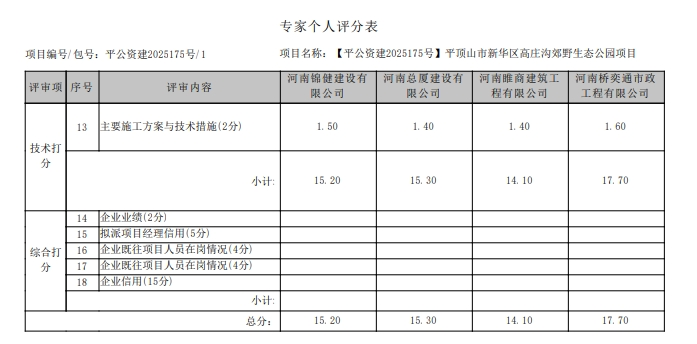 专家个人评分表
项目编号/包号：平公资建2025175号/1 项目名称：【平公资建2025175号】平顶山市新华区高庄沟郊野生态公园项目
评审项 序号 评审内容 河南锦健建设有限公司 河南总厦建设有限公司 河南睢商建筑工程有限公司 河南桥奕通市政工程有限公司
技术打分
13 主要施工方案与技术措施(2分) 1.50 1.40 1.40 1.60
小计: 15.20 15.30 14.10 17.70
综合打分
14 企业业绩(2分)
15 拟派项目经理信用(5分)
16 企业既往项目人员在岗情况(4分)
17 企业既往项目人员在岗情况(4分)
18 企业信用(15分)
小计:
总分: 15.20 15.30 14.10 17.70